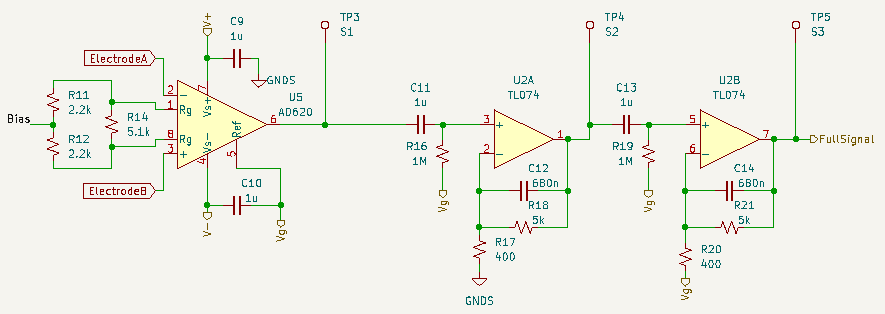 V+
C9
1u
GNDS
TP3
S1
TP4
S2
TP5
S3
ElectrodeA
Bias
R11
2.2k
R12
2.2k
R14
5.1k
2
1
8
3
7
4
5
6
−
Rg
Rg
+
Vs+
Vs−
Ref
U5
AD620
ElectrodeB
C10
1u
V−
Vg
C11
1u
R16
1M
Vg
U2A
TL074
3
2
1
+
−
C12
680n
R18
5k
R17
400
GNDS
C13
1u
R19
1M
Vg
U2B
TL074
5
6
7
+
−
FullSignal
C14
680n
R21
5k
R20
400
Vg